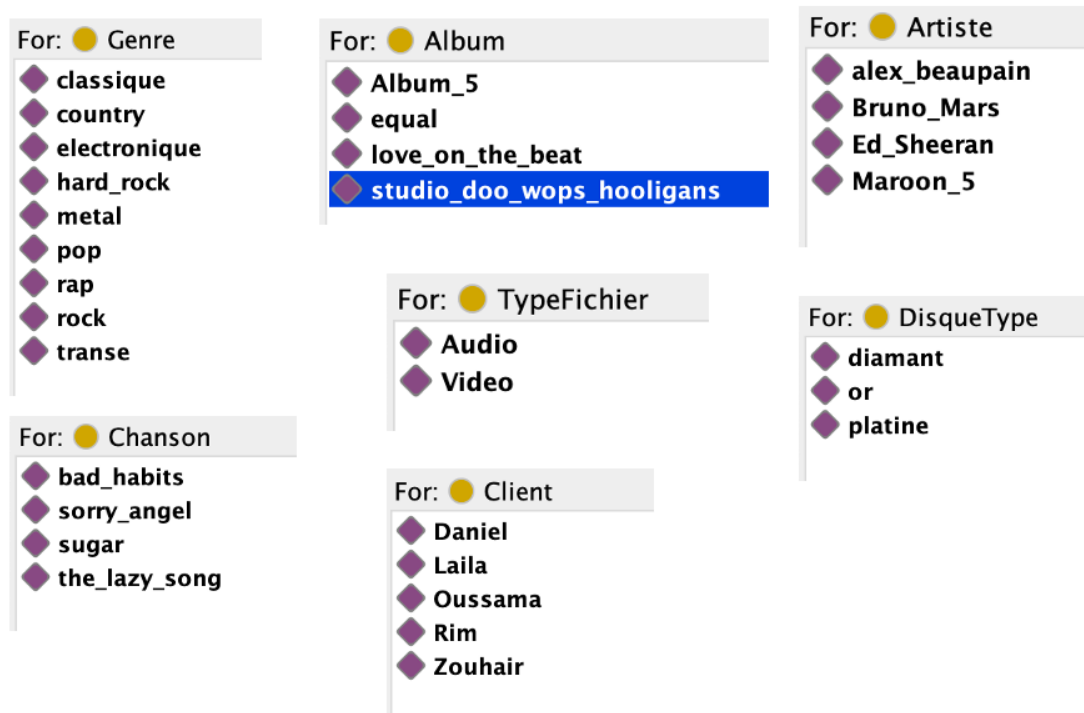 For: Genre
classique
country
electronique
hard_rock
metal
pop
rap
rock
transe
For: Album
Album_5
equal
love_on_the_beat
studio_doo_wops_hooligans
For: Artiste
alex_beaupain
Bruno_Mars
Ed_Sheeran
Maroon_5
For: TypeFichier
Audio
Video
For: DisqueType
diamant
or
platine
For: Chanson
bad_habits
sorry_angel
sugar
the_lazy_song
For: Client
Daniel
Laila
Oussama
Rim
Zouhair